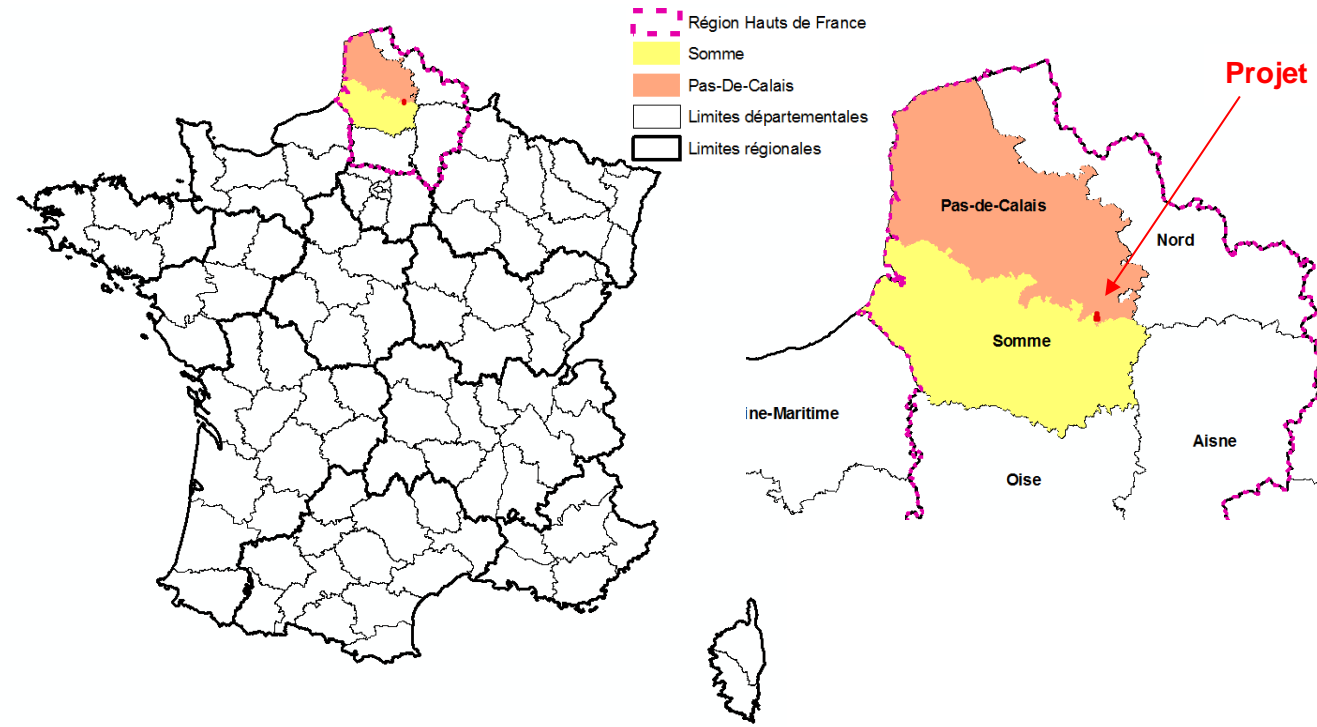 Région Hauts de France
Somme
Pas-De-Calais
Limites départementales
Limites régionales
Projet
Pas-de-Calais
Nord
Somme
ine-Maritime
Aisne
Oise